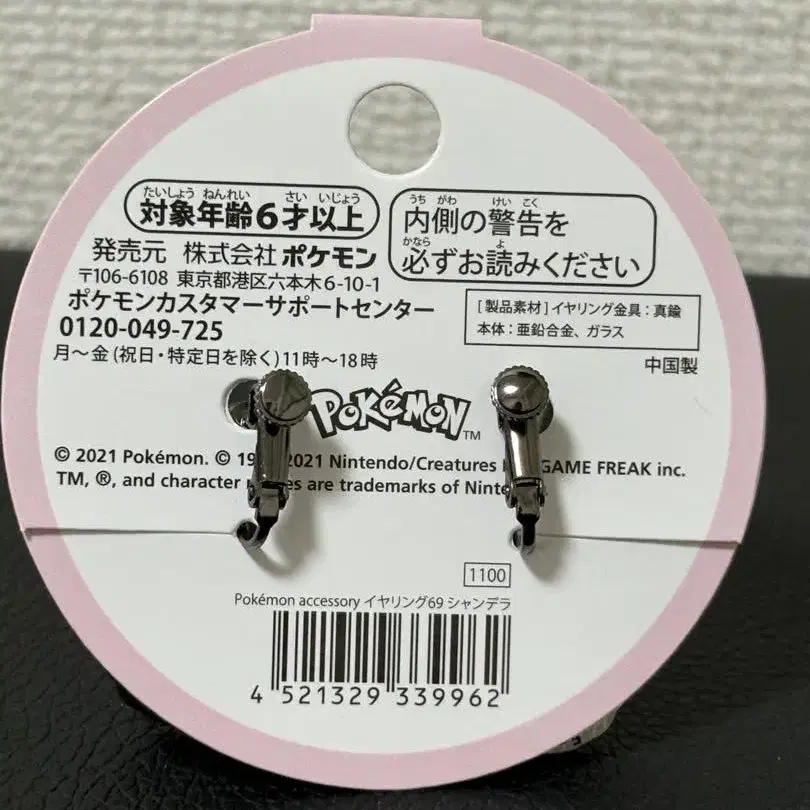 たいしょう ねんれい さい いじょう
対象年齢6才以上
うち がわ けい こく
内側の警告を
かなら よ
必ずお読みください
発売元 株式会社 ポケモン
〒106-6108 東京都港区六本木6-10-1
ポケモンカスタマーサポートセンター
0120-049-725
月～金(祝日・特定日を除く)11時～18時
[製品素材]イヤリング金具:真鍮
本体:亜鉛合金、ガラス
中国製
POKéMON TM
© 2021 Pokémon. © 2021 Nintendo/Creatures GAME FREAK inc.
TM, ®, and character are trademarks of
1100
Pokémon accessory イヤリング69 シャンデラ
4 521329 339962